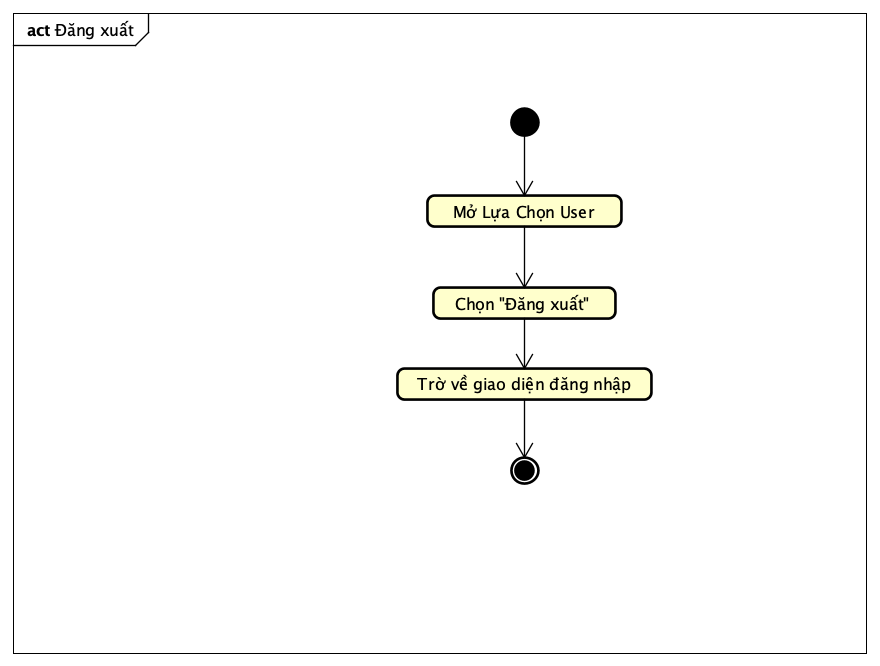 act Đăng xuất
Mở Lựa Chọn User
Chọn "Đăng xuất"
Trờ về giao diện đăng nhập